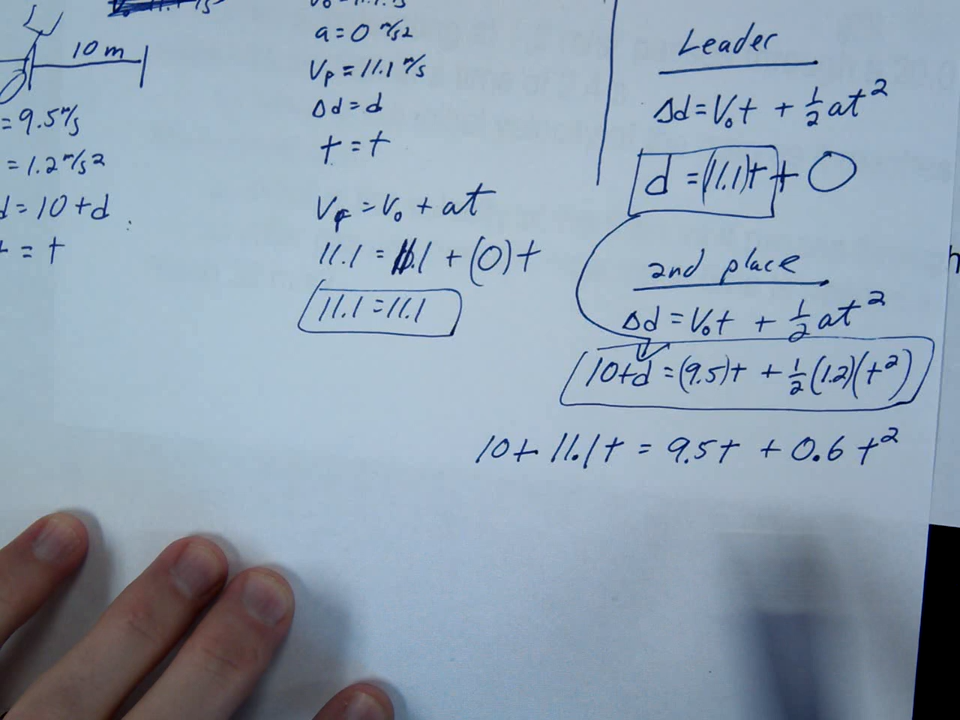 10 m
= 9.5 m/s
= 1.2 m/s²
d = 10 + d
t = t
a = 0 m/s²
V_F = 11.1 m/s
Δd = d
t = t
V_F = V₀ + at
11.1 = 11.1 + (0)t
11.1 = 11.1
Leader
Δd = V₀t + ½at²
d = (11.1)t + 0
2nd place
Δd = V₀t + ½at²
10+d = (9.5)t + ½(1.2)(t²)
10 + 11.1t = 9.5t + 0.6t²